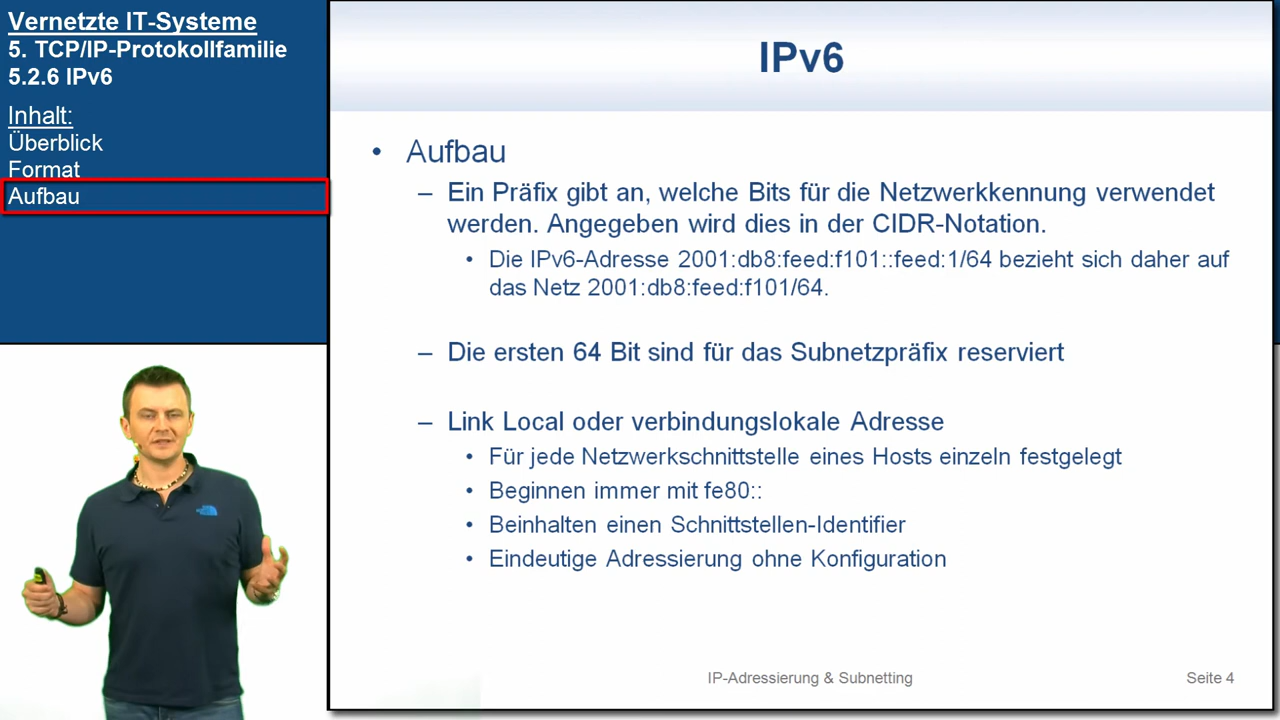 Vernetzte IT-Systeme
5. TCP/IP-Protokollfamilie
5.2.6 IPv6
Inhalt:
Überblick
Format
Aufbau
IPv6
• Aufbau
– Ein Präfix gibt an, welche Bits für die Netzwerkkennung verwendet
werden. Angegeben wird dies in der CIDR-Notation.
• Die IPv6-Adresse 2001:db8:feed:f101::feed:1/64 bezieht sich daher auf
das Netz 2001:db8:feed:f101/64.
– Die ersten 64 Bit sind für das Subnetzpräfix reserviert
– Link Local oder verbindungslokale Adresse
• Für jede Netzwerkschnittstelle eines Hosts einzeln festgelegt
• Beginnen immer mit fe80::
• Beinhalten einen Schnittstellen-Identifier
• Eindeutige Adressierung ohne Konfiguration
IP-Adressierung & Subnetting
Seite 4